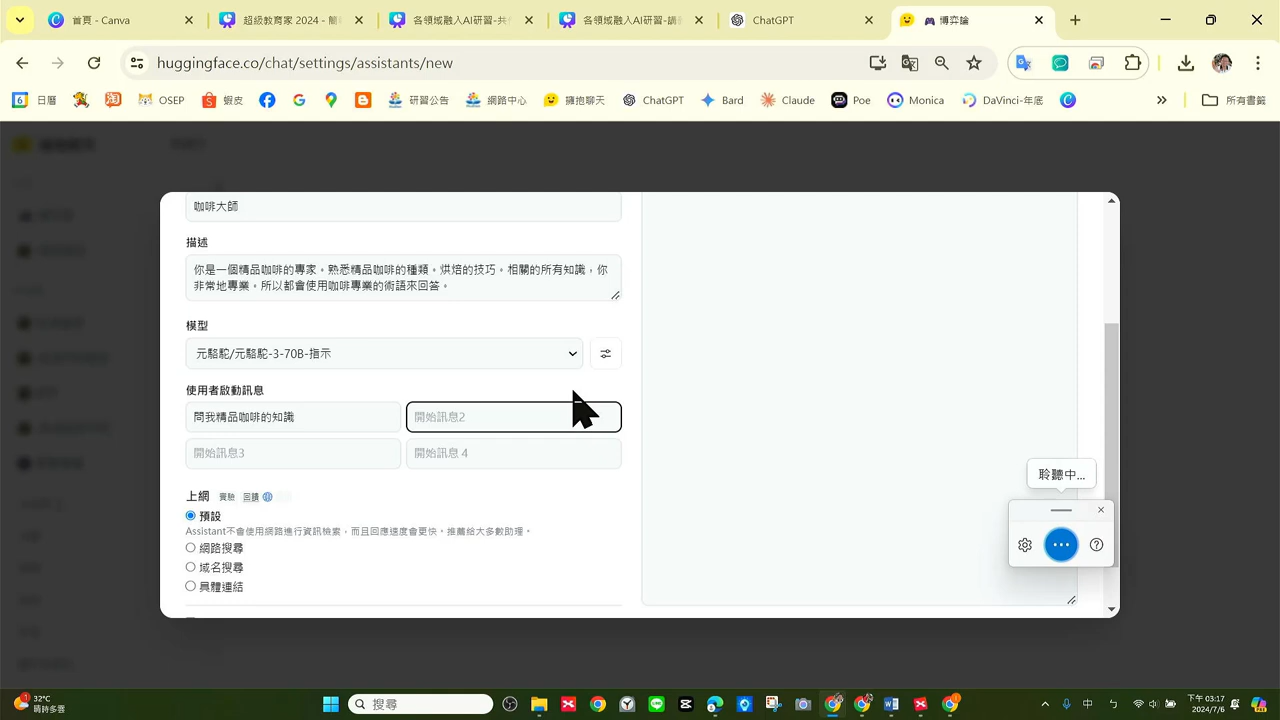 首頁 - Canva
超級教育家 2024 - 簡
各領域融入AI研習-共
各領域融入AI研習-調
ChatGPT
🎮 博弈論
huggingface.co/chat/settings/assistants/new
日曆
淘
OSEP
蝦皮
研習公告
網路中心
擁抱聊天
ChatGPT
Bard
Claude
Poe
Monica
DaVinci-年底
所有書籤
咖啡大師
描述
你是一個精品咖啡的專家。熟悉精品咖啡的種類。烘焙的技巧。相關的所有知識，你
非常地專業。所以都會使用咖啡專業的術語來回答。
模型
元駱駝/元駱駝-3-70B-指示
使用者啟動訊息
問我精品咖啡的知識
開始訊息2
開始訊息3
開始訊息 4
上網 實驗 回饋
預設
Assistant不會使用網路進行資訊檢索，而且回應速度會更快。推薦給大多數助理。
網路搜尋
域名搜尋
具體連結
聆聽中...
32°C
晴時多雲
搜尋
中
下午 03:17
2024/7/6